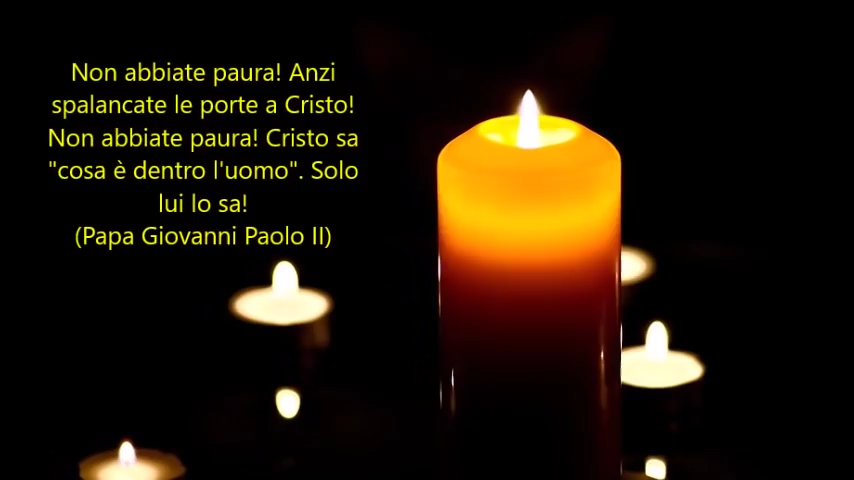 Non abbiate paura! Anzi
spalancate le porte a Cristo!
Non abbiate paura! Cristo sa
"cosa è dentro l'uomo". Solo
lui lo sa!
(Papa Giovanni Paolo II)